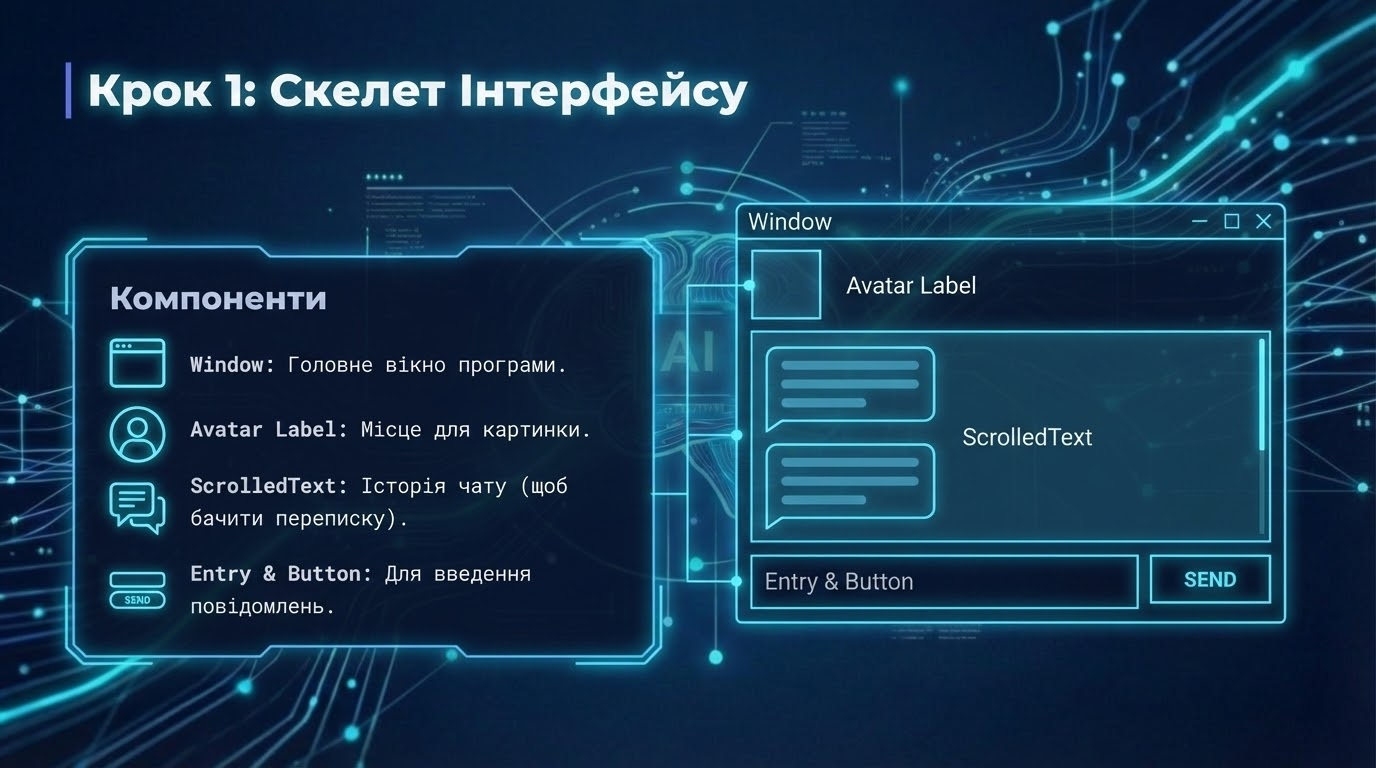 Крок 1: Скелет Інтерфейсу
Компоненти
Window: Головне вікно програми.
Avatar Label: Місце для картинки.
ScrolledText: Історія чату (щоб
бачити переписку).
SEND
Entry & Button: Для введення
повідомлень.
AI
Window
Avatar Label
ScrolledText
Entry & Button
SEND